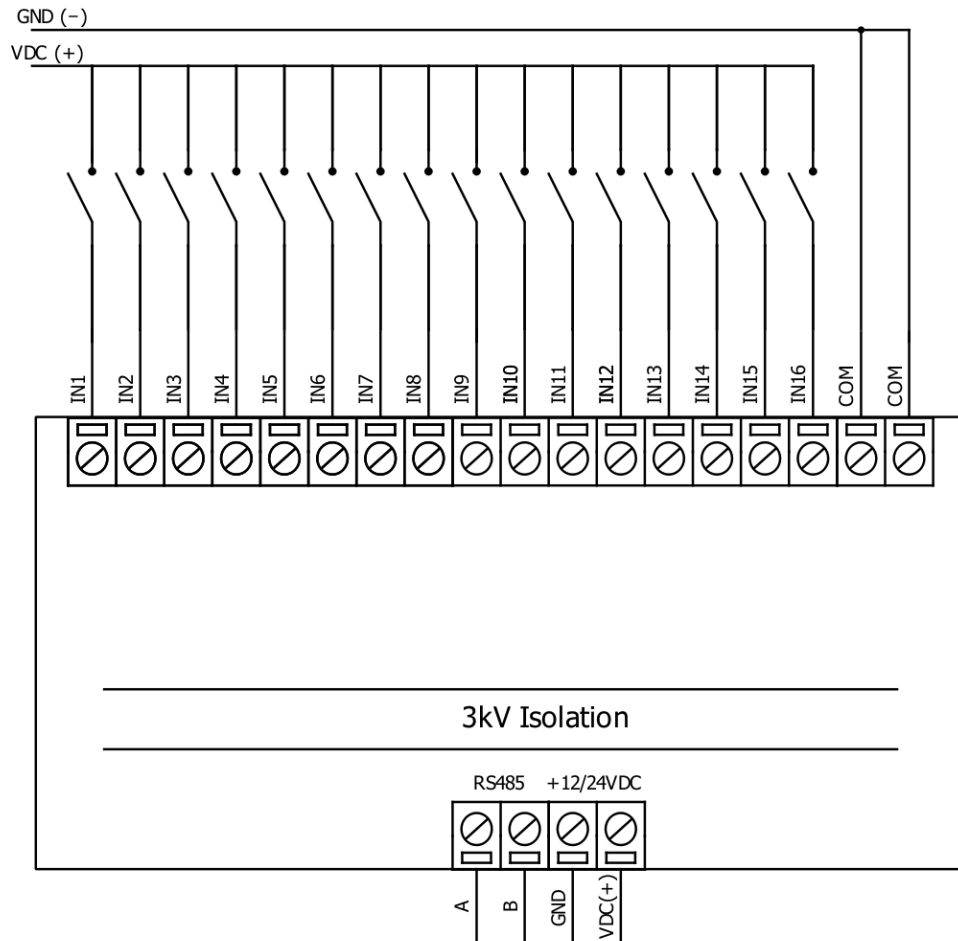 GND (−)
VDC (+)
IN1
IN2
IN3
IN4
IN5
IN6
IN7
IN8
IN9
IN10
IN11
IN12
IN13
IN14
IN15
IN16
COM
COM
3kV Isolation
RS485 +12/24VDC
A
B
GND
VDC(+)